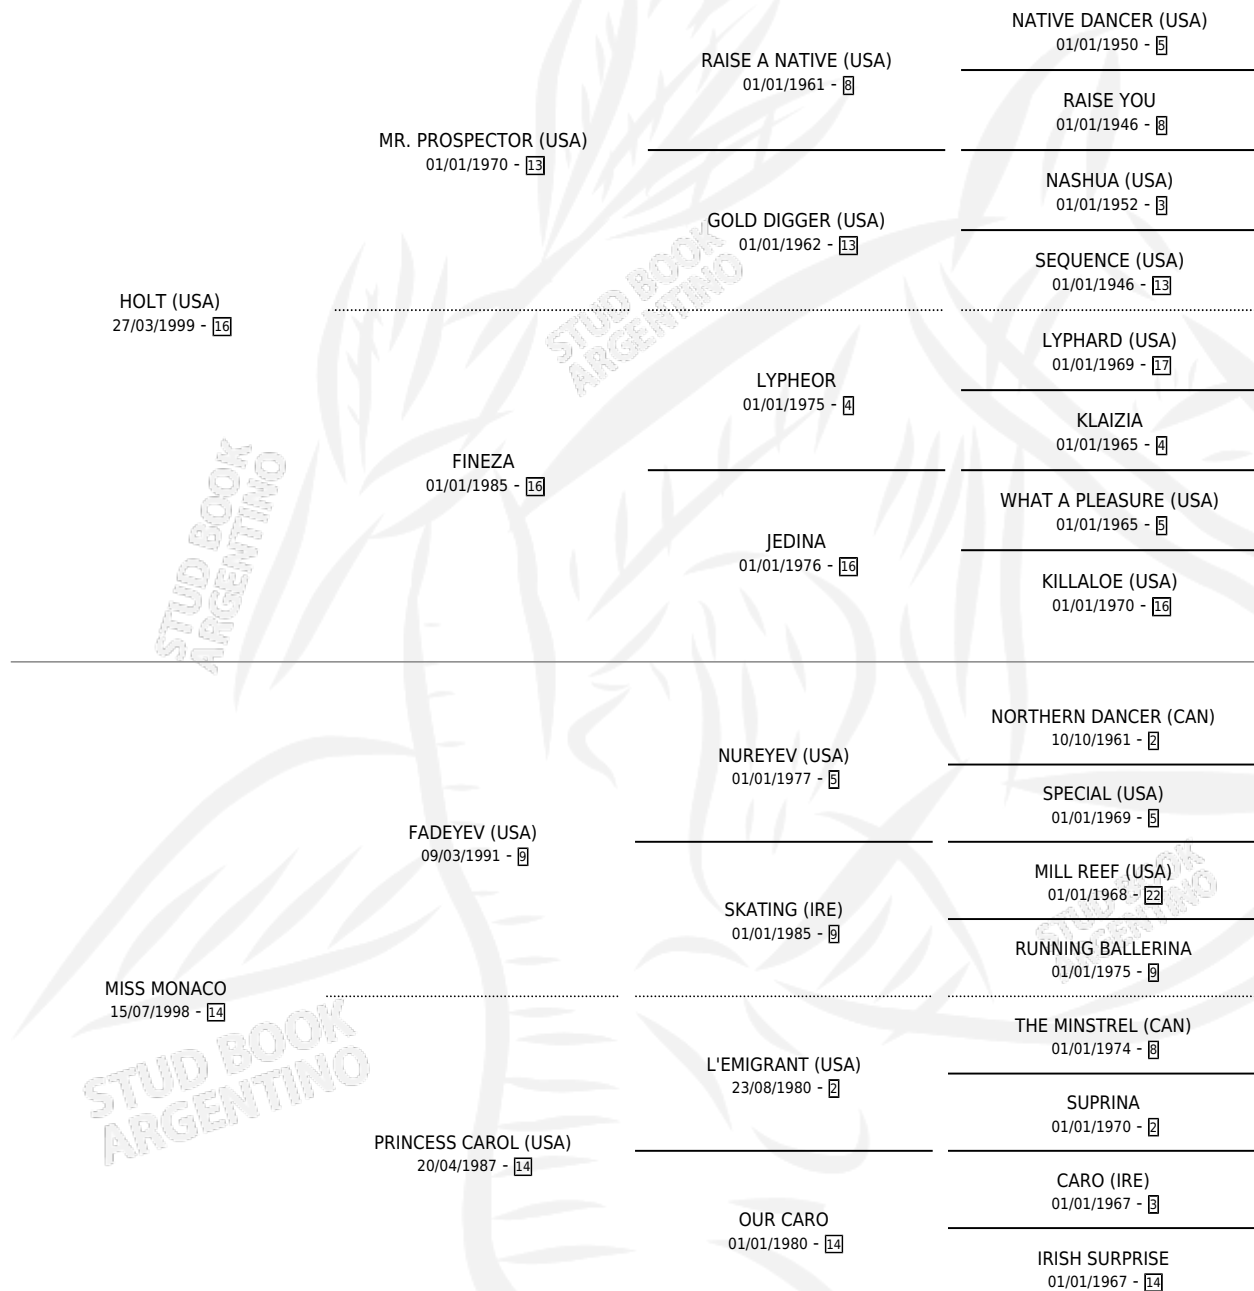 NATIVE DANCER (USA)
01/01/1950 - 5
RAISE A NATIVE (USA)
01/01/1961 - 8
RAISE YOU
01/01/1946 - 8
MR. PROSPECTOR (USA)
01/01/1970 - 13
NASHUA (USA)
01/01/1952 - 3
GOLD DIGGER (USA)
01/01/1962 - 13
SEQUENCE (USA)
01/01/1946 - 13
HOLT (USA)
27/03/1999 - 16
LYPHARD (USA)
01/01/1969 - 17
LYPHEOR
01/01/1975 - 4
KLAIZIA
01/01/1965 - 4
FINEZA
01/01/1985 - 16
WHAT A PLEASURE (USA)
01/01/1965 - 5
JEDINA
01/01/1976 - 16
KILLALOE (USA)
01/01/1970 - 16
NORTHERN DANCER (CAN)
10/10/1961 - 2
NUREYEV (USA)
01/01/1977 - 5
SPECIAL (USA)
01/01/1969 - 5
FADEYEV (USA)
09/03/1991 - 9
MILL REEF (USA)
01/01/1968 - 22
SKATING (IRE)
01/01/1985 - 9
RUNNING BALLERINA
01/01/1975 - 9
MISS MONACO
15/07/1998 - 14
THE MINSTREL (CAN)
01/01/1974 - 8
L'EMIGRANT (USA)
23/08/1980 - 2
SUPRINA
01/01/1970 - 2
PRINCESS CAROL (USA)
20/04/1987 - 14
CARO (IRE)
01/01/1967 - 3
OUR CARO
01/01/1980 - 14
IRISH SURPRISE
01/01/1967 - 14
STUD BOOK
ARGENTINO
STUD BOOK
ARGENTINO
STUD BOOK
ARGENTINO
STUD BOOK
ARGENTINO